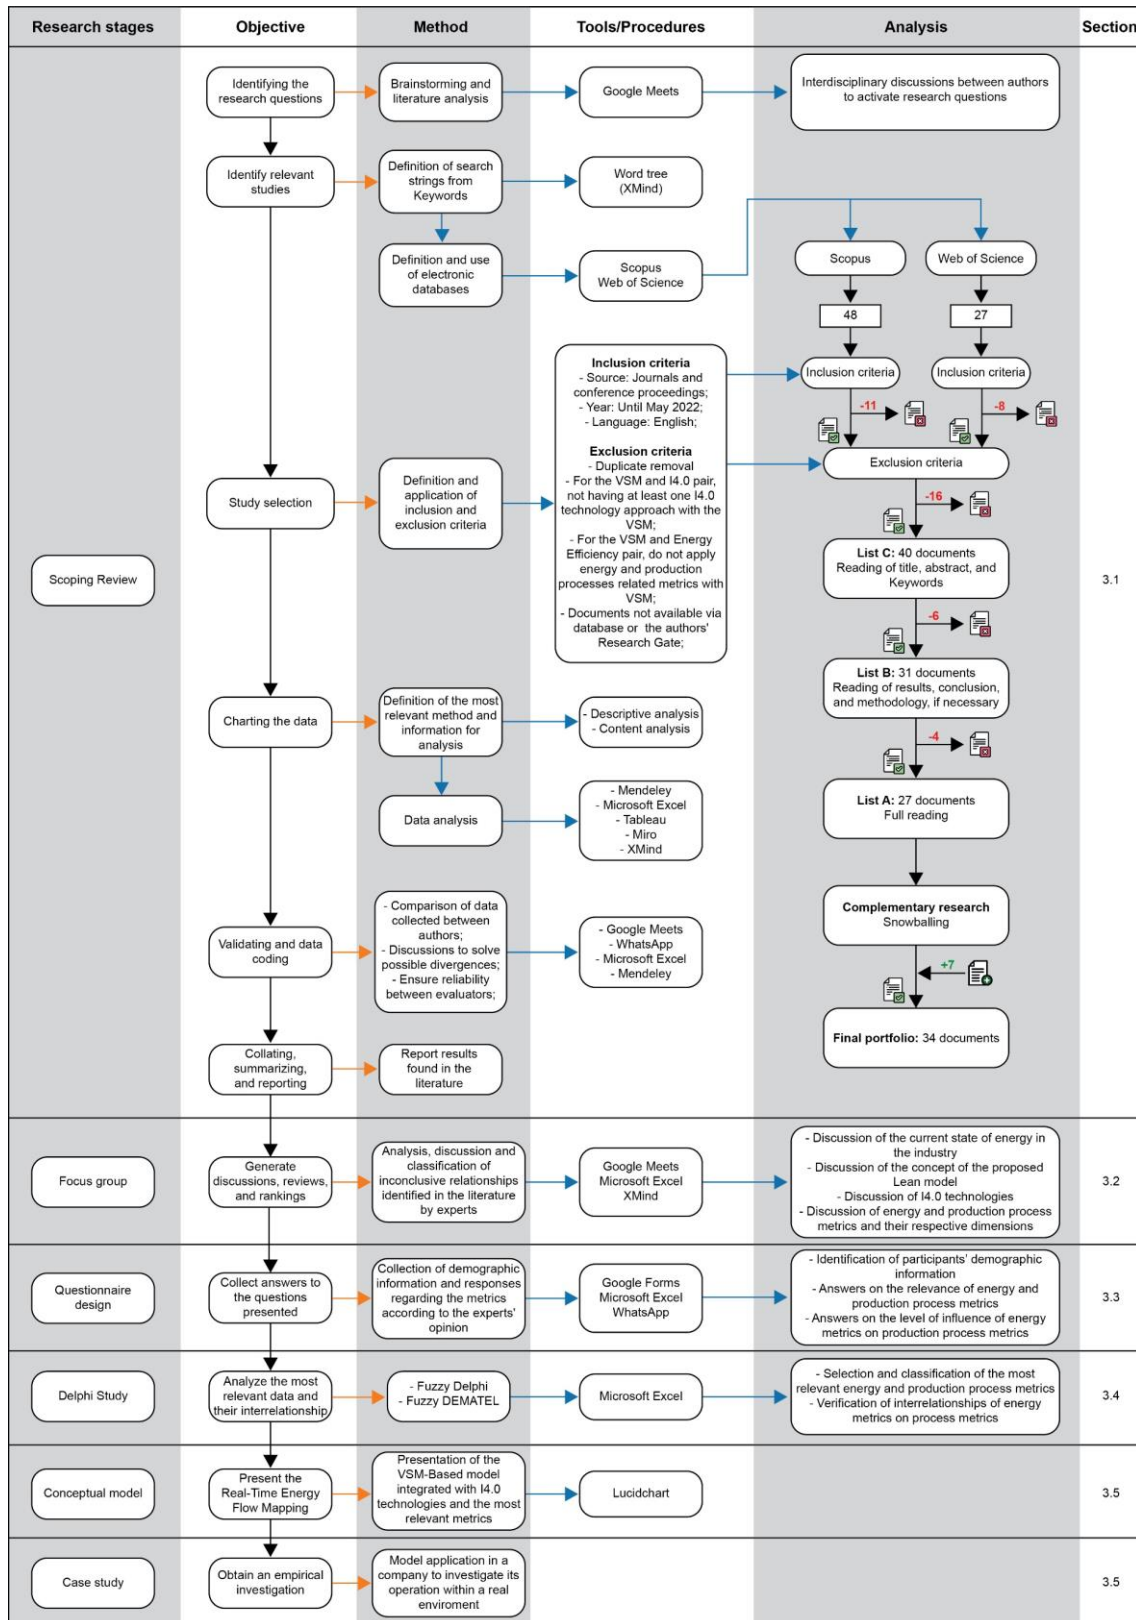 Research stages
Objective
Method
Tools/Procedures
Analysis
Section
Identifying the
research questions
Brainstorming and
literature analysis
Google Meets
Interdisciplinary discussions between authors
to activate research questions
Identify relevant
studies
Definition of search
strings from
Keywords
Word tree
(XMind)
Definition and use
of electronic
databases
Scopus
Web of Science
Scopus
Web of Science
48
27
Inclusion criteria
Inclusion criteria
-11
-8
Inclusion criteria
- Source: Journals and
conference proceedings;
- Year: Until May 2022;
- Language: English;
Exclusion criteria
- Duplicate removal
- For the VSM and I4.0 pair,
not having at least one I4.0
technology approach with the
VSM;
- For the VSM and Energy
Efficiency pair, do not apply
energy and production
processes related metrics with
VSM;
- Documents not available via
database or the authors'
Research Gate;
Study selection
Definition and
application of
inclusion and
exclusion criteria
Exclusion criteria
-16
List C: 40 documents
Reading of title, abstract, and
Keywords
-6
List B: 31 documents
Reading of results, conclusion,
and methodology, if necessary
-4
List A: 27 documents
Full reading
Complementary research
Snowballing
+7
Final portfolio: 34 documents
Scoping Review
3.1
Charting the data
Definition of the most
relevant method and
information for
analysis
- Descriptive analysis
- Content analysis
Data analysis
- Mendeley
- Microsoft Excel
- Tableau
- Miro
- XMind
Validating and data
coding
- Comparison of data
collected between
authors;
- Discussions to solve
possible divergences;
- Ensure reliability
between evaluators;
- Google Meets
- WhatsApp
- Microsoft Excel
- Mendeley
Collating,
summarizing,
and reporting
Report results
found in the
literature
Focus group
Generate
discussions, reviews,
and rankings
Analysis, discussion and
classification of
inconclusive relationships
identified in the literature
by experts
Google Meets
Microsoft Excel
XMind
- Discussion of the current state of energy in
the industry
- Discussion of the concept of the proposed
Lean model
- Discussion of I4.0 technologies
- Discussion of energy and production process
metrics and their respective dimensions
3.2
Questionnaire
design
Collect answers to
the questions
presented
Collection of demographic
information and responses
regarding the metrics
according to the experts'
opinion
Google Forms
Microsoft Excel
WhatsApp
- Identification of participants' demographic
information
- Answers on the relevance of energy and
production process metrics
- Answers on the level of influence of energy
metrics on production process metrics
3.3
Delphi Study
Analyze the most
relevant data and
their interrelationship
- Fuzzy Delphi
- Fuzzy DEMATEL
Microsoft Excel
- Selection and classification of the most
relevant energy and production process metrics
- Verification of interrelationships of energy
metrics on process metrics
3.4
Conceptual model
Present the
Real-Time Energy
Flow Mapping
Presentation of the
VSM-Based model
integrated with I4.0
technologies and the most
relevant metrics
Lucidchart
3.5
Case study
Obtain an empirical
investigation
Model application in a
company to investigate its
operation within a real
enviroment
3.5